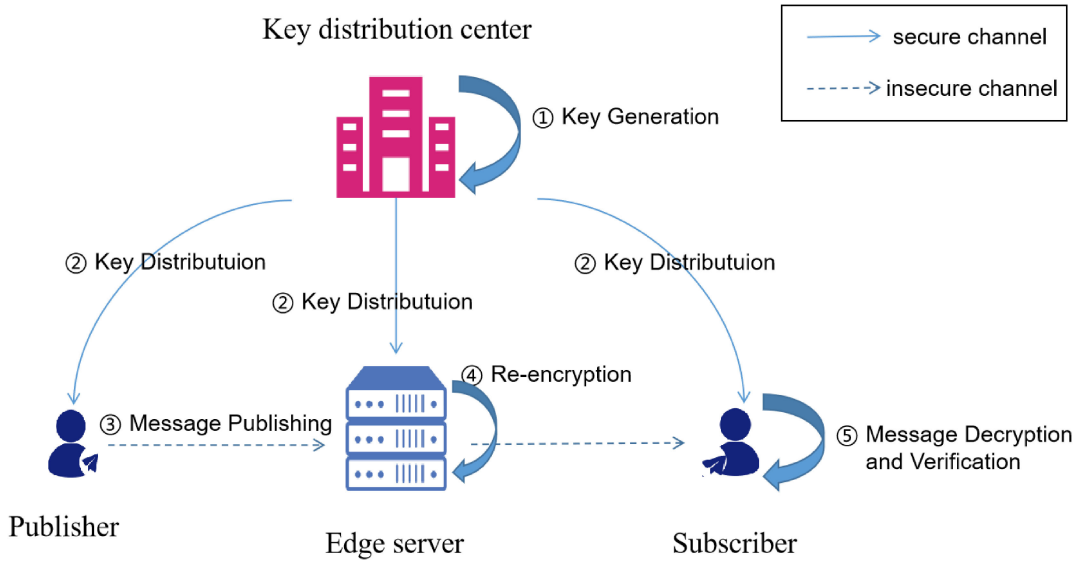 Key distribution center
secure channel
insecure channel
① Key Generation
② Key Distributuion
② Key Distributuion
② Key Distributuion
④ Re-encryption
③ Message Publishing
⑤ Message Decryption
and Verification
Publisher
Edge server
Subscriber